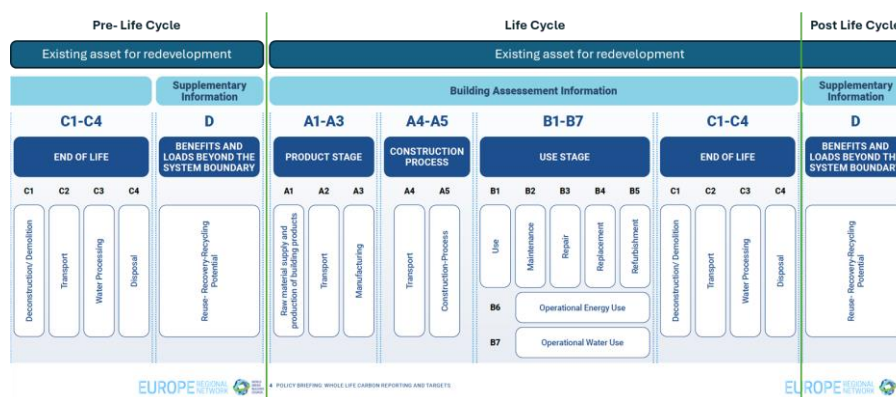 Pre- Life Cycle
Life Cycle
Post Life Cycle
Existing asset for redevelopment
Existing asset for redevelopment
Supplementary
Information
Building Assessement Information
Supplementary
Information
C1-C4
D
A1-A3
A4-A5
B1-B7
C1-C4
D
END OF LIFE
BENEFITS AND
LOADS BEYOND THE
SYSTEM BOUNDARY
PRODUCT STAGE
CONSTRUCTION
PROCESS
USE STAGE
END OF LIFE
BENEFITS AND
LOADS BEYOND THE
SYSTEM BOUNDARY
C1
C2
C3
C4
A1
A2
A3
A4
A5
B1
B2
B3
B4
B5
C1
C2
C3
C4
Deconstruction/ Demolition
Transport
Water Processing
Disposal
Reuse- Recovery-Recycling
Potential
Raw material supply and
production of building products
Transport
Manufacturing
Transport
Construction-Process
Use
Maintenance
Repair
Replacement
Refurbishment
Deconstruction/ Demolition
Transport
Water Processing
Disposal
Reuse- Recovery-Recycling
Potential
B6
Operational Energy Use
B7
Operational Water Use
EUROPE REGIONAL
NETWORK
4 POLICY BRIEFING: WHOLE LIFE CARBON REPORTING AND TARGETS
EUROPE REGIONAL
NETWORK